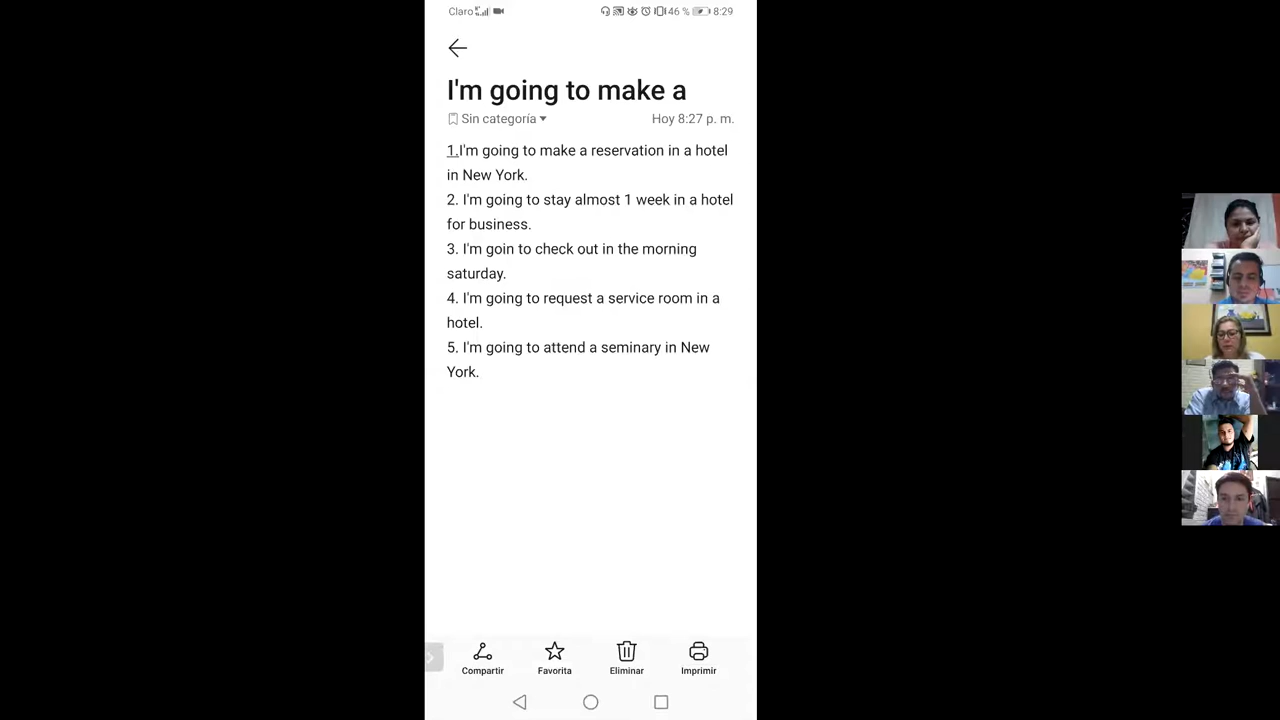 Claro
46 %
8:29
I'm going to make a
Sin categoría
Hoy 8:27 p. m.
1.I'm going to make a reservation in a hotel
in New York.
2. I'm going to stay almost 1 week in a hotel
for business.
3. I'm goin to check out in the morning
saturday.
4. I'm going to request a service room in a
hotel.
5. I'm going to attend a seminary in New
York.
Compartir
Favorita
Eliminar
Imprimir